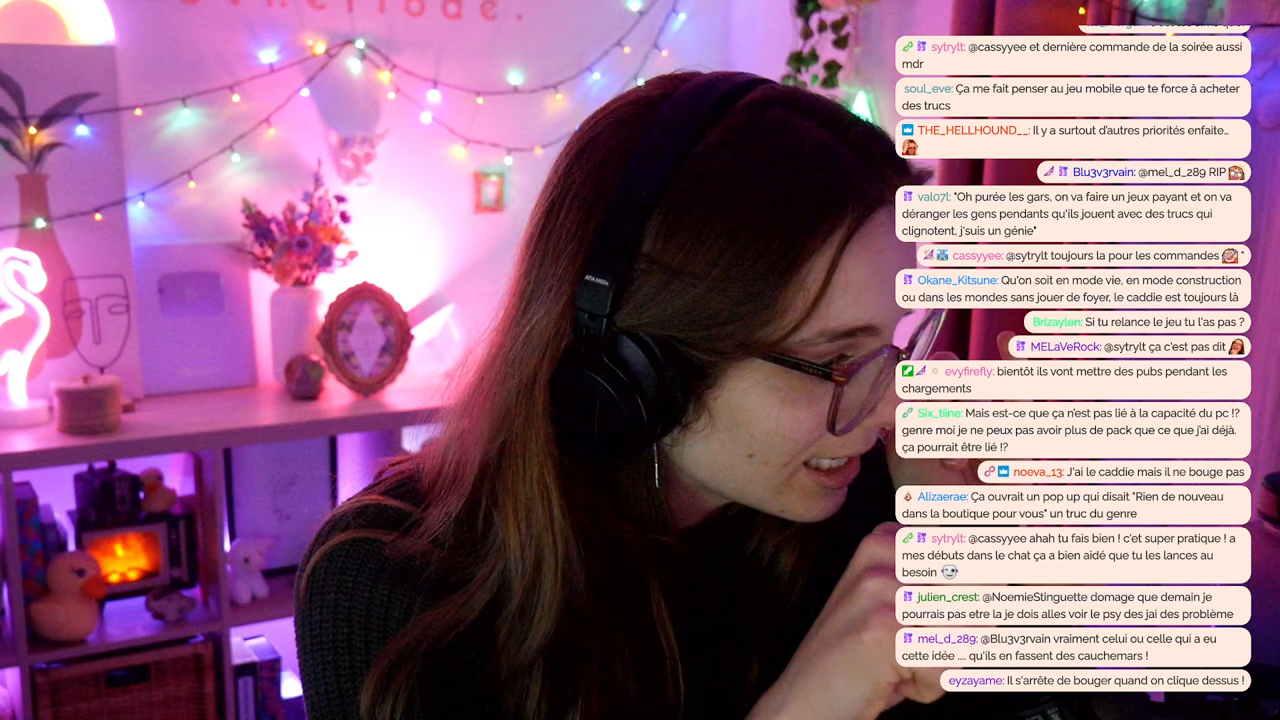 sytrylt: @cassyyee et dernière commande de la soirée aussi
mdr
soul_eve: Ça me fait penser au jeu mobile que te force à acheter
des trucs
THE_HELLHOUND__: Il y a surtout d'autres priorités enfaite...
Blu3v3rvain: @mel_d_289 RIP
val07l: "Oh purée les gars, on va faire un jeux payant et on va
déranger les gens pendants qu'ils jouent avec des trucs qui
clignotent, j'suis un génie"
cassyyee: @sytrylt toujours la pour les commandes "
Okane_Kitsune: Qu'on soit en mode vie, en mode construction
ou dans les mondes sans jouer de foyer, le caddie est toujours là
Brizaylen: Si tu relance le jeu tu l'as pas ?
MELaVeRock: @sytrylt ça c'est pas dit
evyfirefly: bientôt ils vont mettre des pubs pendant les
chargements
Six_tiine: Mais est-ce que ça n'est pas lié à la capacité du pc !?
genre moi je ne peux pas avoir plus de pack que ce que j'ai déjà.
ça pourrait être lié !?
noeva_13: J'ai le caddie mais il ne bouge pas
Alizaerae: Ça ouvrait un pop up qui disait "Rien de nouveau
dans la boutique pour vous" un truc du genre
sytrylt: @cassyyee ahah tu fais bien ! c'et super pratique ! a
mes débuts dans le chat ça a bien aidé que tu les lances au
besoin
julien_crest: @NoemieStinguette domage que demain je
pourrais pas etre la je dois alles voir le psy des jai des problème
mel_d_289: @Blu3v3rvain vraiment celui ou celle qui a eu
cette idée .... qu'ils en fassent des cauchemars !
eyzayame: Il s'arrête de bouger quand on clique dessus !